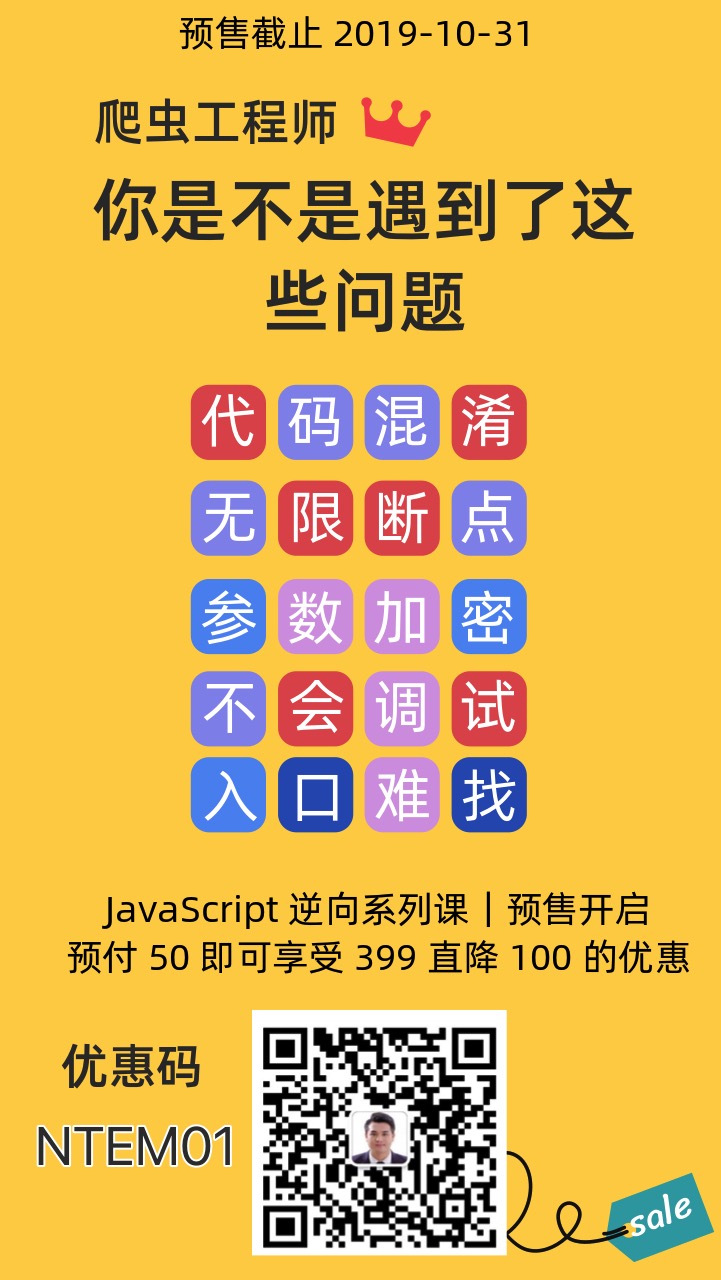 预售截止 2019-10-31
爬虫工程师
你是不是遇到了这
些问题
代码混淆
无限断点
参数加密
不会调试
入口难找
JavaScript 逆向系列课｜预售开启
预付 50 即可享受 399 直降 100 的优惠
优惠码
NTEM01
sale